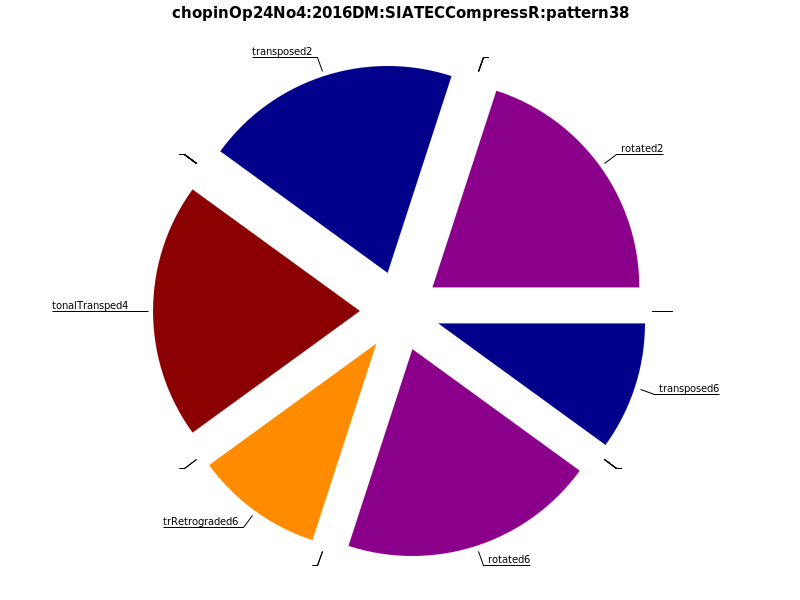 chopinOp24No4:2016DM:SIATECCompressR:pattern38
transposed2
rotated2
tonalTransped4
transposed6
trRetrograded6
rotated6